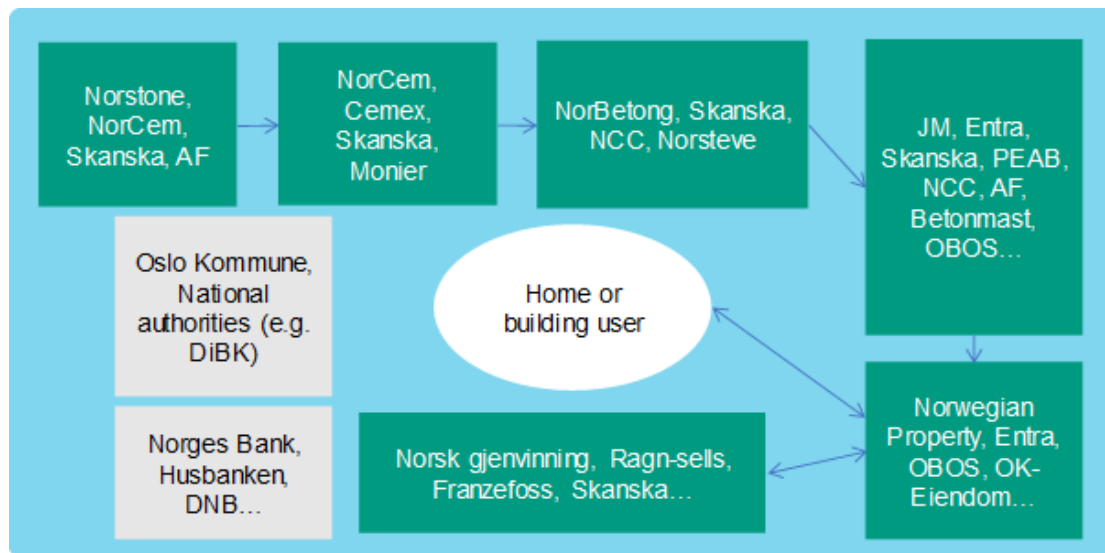 Norstone,
NorCem,
Skanska, AF
NorCem,
Cemex,
Skanska,
Monier
NorBetong, Skanska,
NCC, Norsteve
JM, Entra,
Skanska, PEAB,
NCC, AF,
Betonmast,
OBOS...
Oslo Kommune,
National
authorities (e.g.
DiBK)
Home or
building user
Norges Bank,
Husbanken,
DNB...
Norsk gjenvinning, Ragn-sells,
Franzefoss, Skanska...
Norwegian
Property, Entra,
OBOS, OK-
Eiendom...